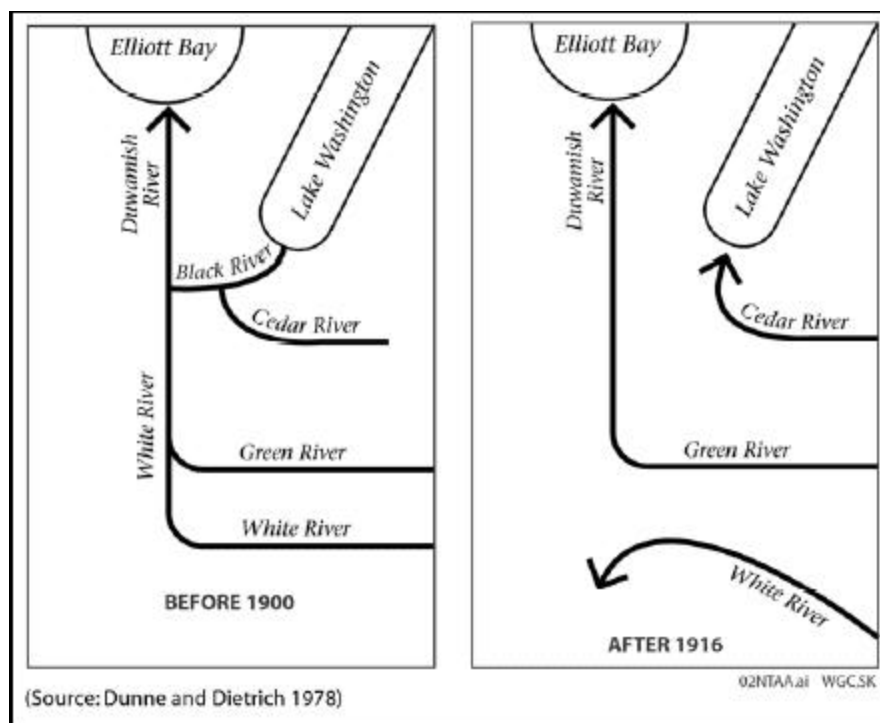 Elliott Bay
Lake Washington
Duwamish
River
Black River
Cedar River
White River
Green River
White River
BEFORE 1900
Elliott Bay
Lake Washington
Duwamish
River
Cedar River
Green River
White River
AFTER 1916
02NTAA.ai WGC,SK
(Source: Dunne and Dietrich 1978)